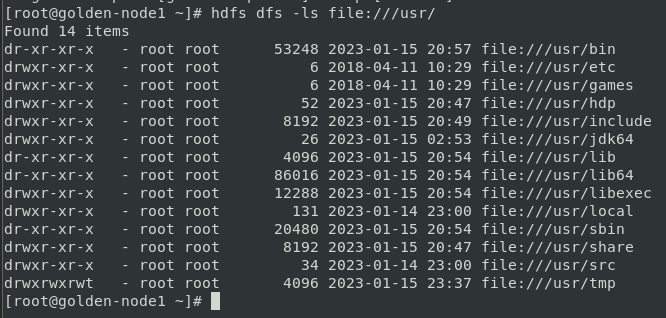 [root@golden-node1 ~]# hdfs dfs -ls file:///usr/
Found 14 items
dr-xr-xr-x   - root root      53248 2023-01-15 20:57 file:///usr/bin
drwxr-xr-x   - root root          6 2018-04-11 10:29 file:///usr/etc
drwxr-xr-x   - root root          6 2018-04-11 10:29 file:///usr/games
drwxr-xr-x   - root root         52 2023-01-15 20:47 file:///usr/hdp
drwxr-xr-x   - root root       8192 2023-01-15 20:49 file:///usr/include
drwxr-xr-x   - root root         26 2023-01-15 02:53 file:///usr/jdk64
dr-xr-xr-x   - root root       4096 2023-01-15 20:54 file:///usr/lib
dr-xr-xr-x   - root root      86016 2023-01-15 20:54 file:///usr/lib64
drwxr-xr-x   - root root      12288 2023-01-15 20:54 file:///usr/libexec
drwxr-xr-x   - root root        131 2023-01-14 23:00 file:///usr/local
dr-xr-xr-x   - root root      20480 2023-01-15 20:54 file:///usr/sbin
drwxr-xr-x   - root root       8192 2023-01-15 20:47 file:///usr/share
drwxr-xr-x   - root root         34 2023-01-14 23:00 file:///usr/src
drwxrwxrwt   - root root       4096 2023-01-15 23:37 file:///usr/tmp
[root@golden-node1 ~]#